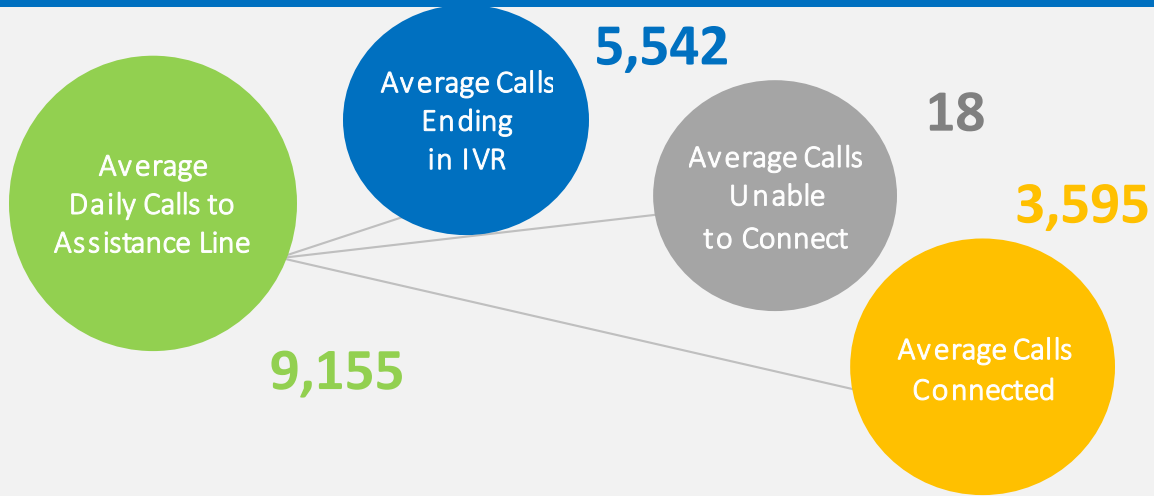 Average
Daily Calls to
Assistance Line
9,155
Average Calls
Ending
in IVR
5,542
Average Calls
Unable
to Connect
18
Average Calls
Connected
3,595